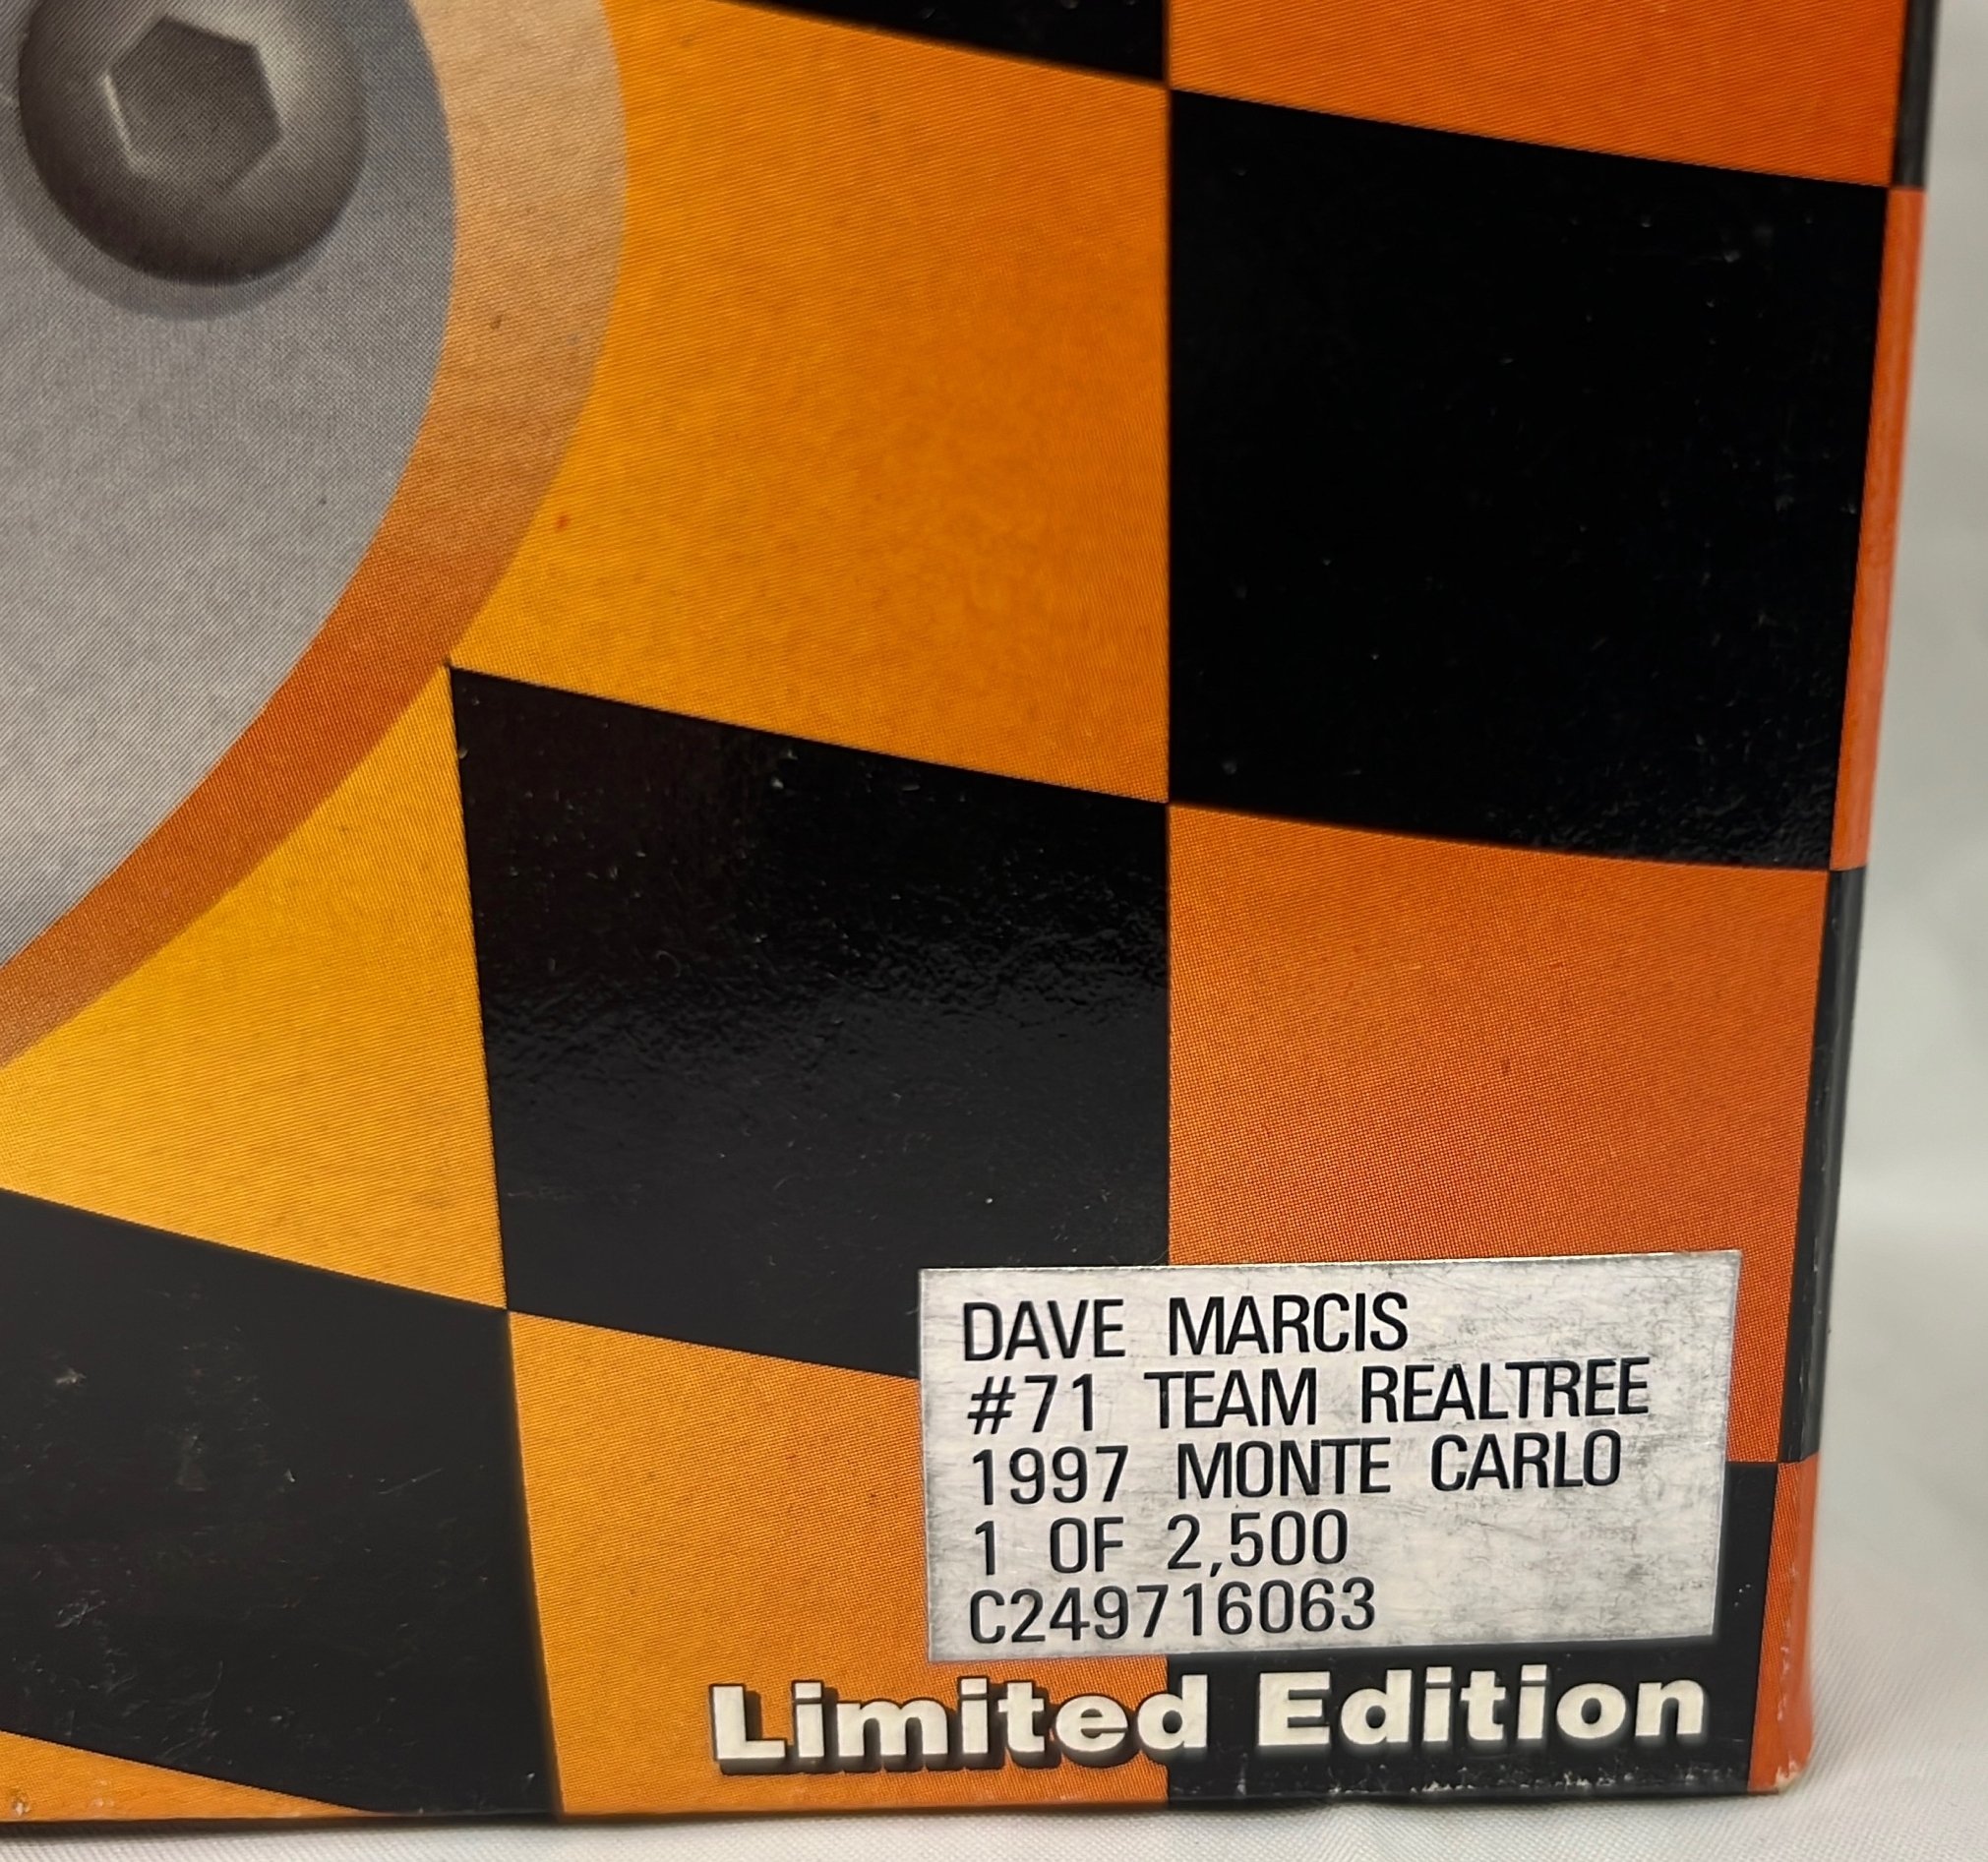 DAVE MARCIS
#71 TEAM REALTREE
1997 MONTE CARLO
1 OF 2,500
C249716063
Limited Edition